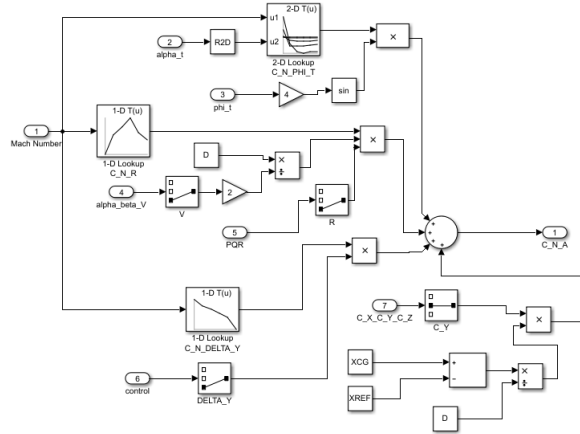 2-D T(u)
u1
u2
2
alpha_t
R2D
2-D Lookup
C_N_PHI_T
×
3
phi_t
4
sin
1
Mach Number
1-D T(u)
1-D Lookup
C_N_R
D
×
÷
×
4
alpha_beta_V
V
2
R
5
PQR
×
+
+
+
+
1
C_N_A
1-D T(u)
1-D Lookup
C_N_DELTA_Y
7
C_X_C_Y_C_Z
C_Y
×
6
control
DELTA_Y
XCG
XREF
+
−
×
÷
D